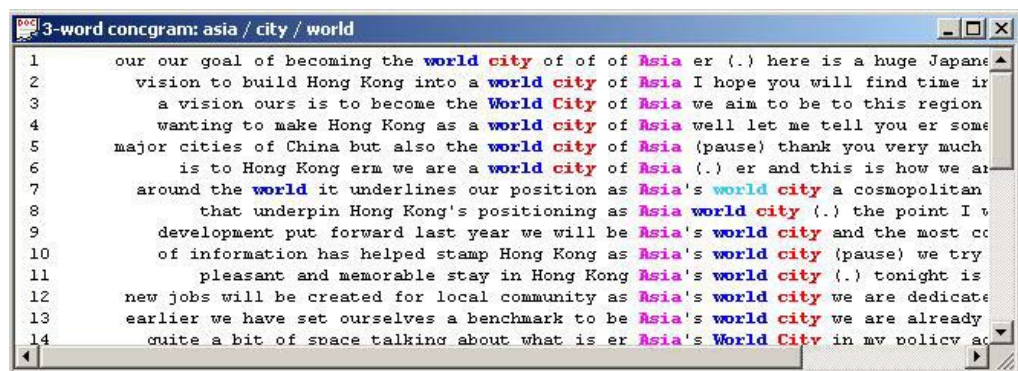 3-word concgram: asia / city / world
1 our our goal of becoming the world city of of of Asia er (.) here is a huge Japane
2 vision to build Hong Kong into a world city of Asia I hope you will find time in
3 a vision ours is to become the World City of Asia we aim to be to this region
4 wanting to make Hong Kong as a world city of Asia well let me tell you er some
5 major cities of China but also the world city of Asia (pause) thank you very much
6 is to Hong Kong erm we are a world city of Asia (.) er and this is how we ar
7 around the world it underlines our position as Asia's world city a cosmopolitan
8 that underpin Hong Kong's positioning as Asia world city (.) the point I w
9 development put forward last year we will be Asia's world city and the most co
10 of information has helped stamp Hong Kong as Asia's world city (pause) we try
11 pleasant and memorable stay in Hong Kong Asia's world city (.) tonight is
12 new jobs will be created for local community as Asia's world city we are dedicate
13 earlier we have set ourselves a benchmark to be Asia's world city we are already
14 quite a bit of space talking about what is er Asia's World City in my policy ad